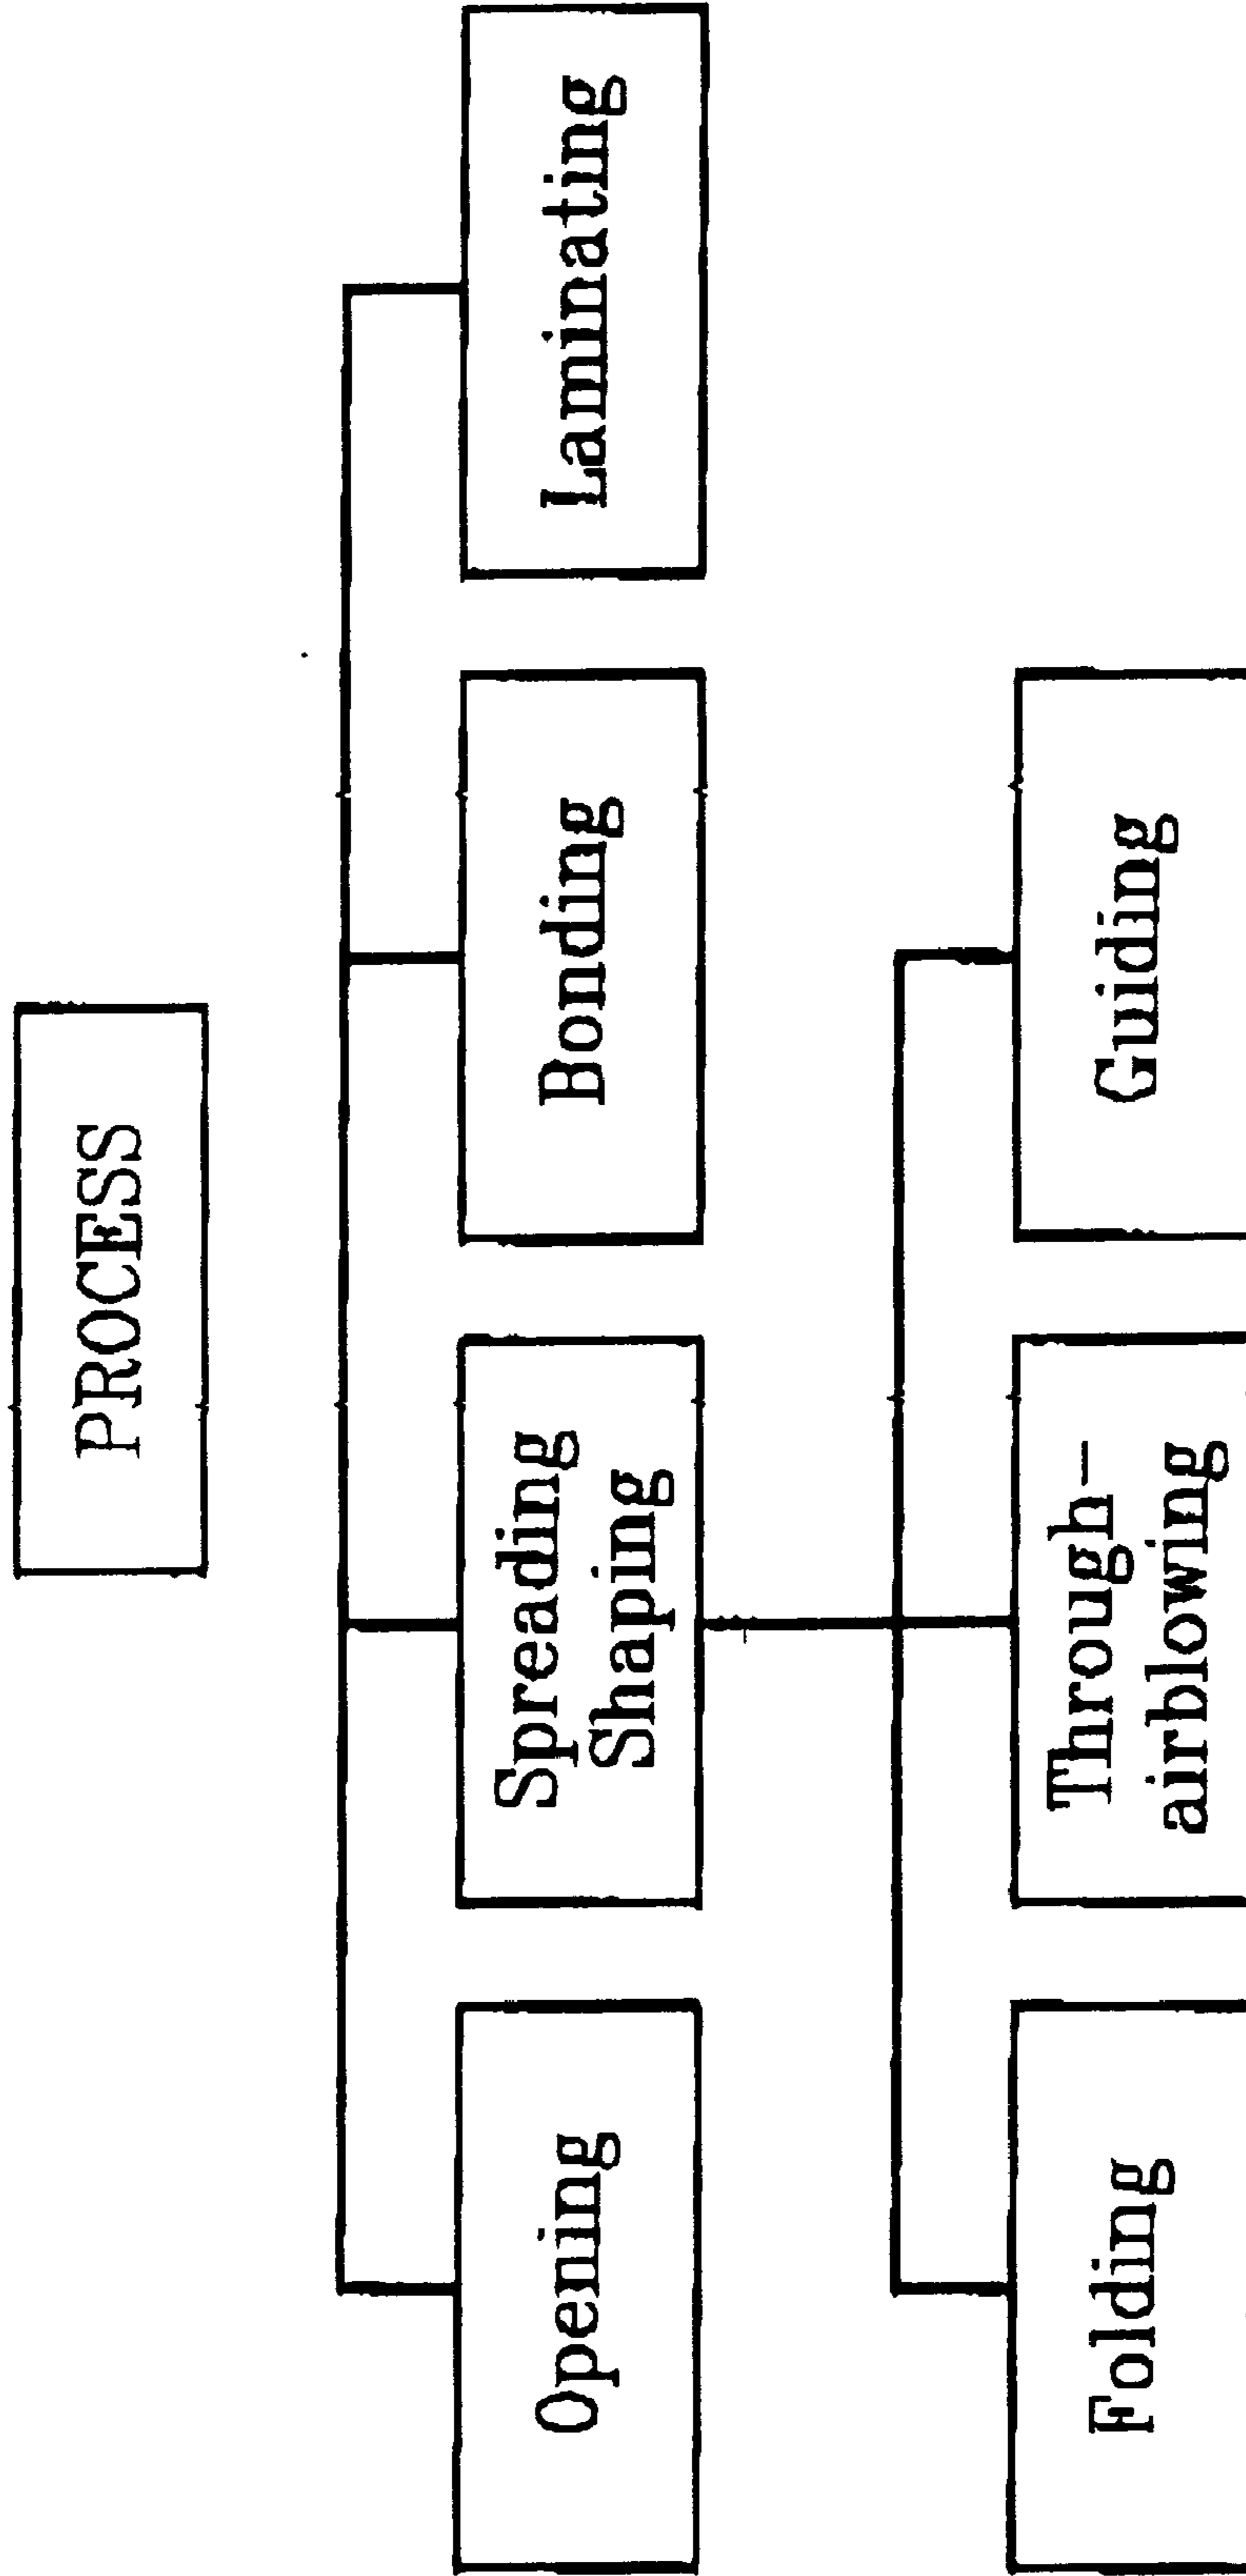 PROCESS
Opening
Spreading
Shaping
Bonding
Laminating
Folding
Through-
airblowing
Guiding